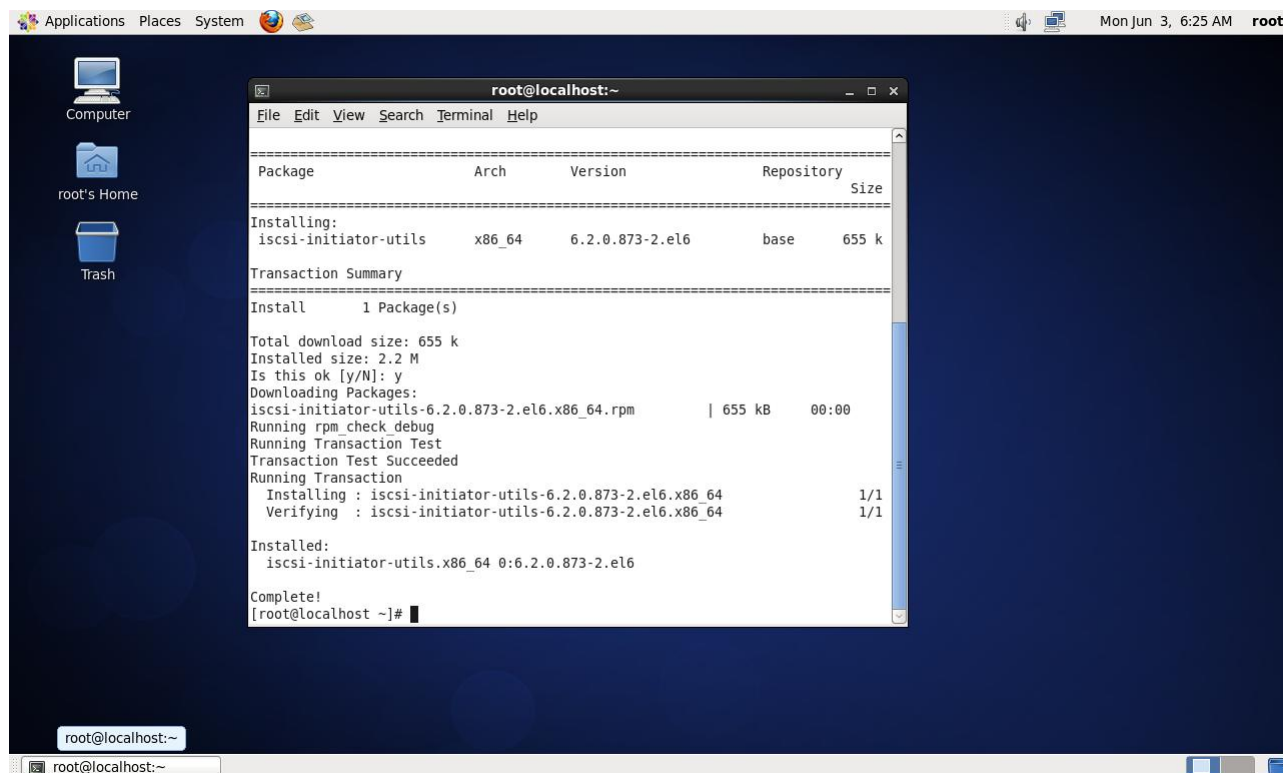 Applications Places System
Mon Jun 3, 6:25 AM root
Computer
root's Home
Trash
root@localhost:~
File Edit View Search Terminal Help
================================================================================
Package Arch Version Repository
Size
================================================================================
Installing:
iscsi-initiator-utils x86_64 6.2.0.873-2.el6 base 655 k
Transaction Summary
================================================================================
Install 1 Package(s)
Total download size: 655 k
Installed size: 2.2 M
Is this ok [y/N]: y
Downloading Packages:
iscsi-initiator-utils-6.2.0.873-2.el6.x86_64.rpm | 655 kB 00:00
Running rpm_check_debug
Running Transaction Test
Transaction Test Succeeded
Running Transaction
Installing : iscsi-initiator-utils-6.2.0.873-2.el6.x86_64 1/1
Verifying : iscsi-initiator-utils-6.2.0.873-2.el6.x86_64 1/1
Installed:
iscsi-initiator-utils.x86_64 0:6.2.0.873-2.el6
Complete!
[root@localhost ~]#
root@localhost:~
root@localhost:~